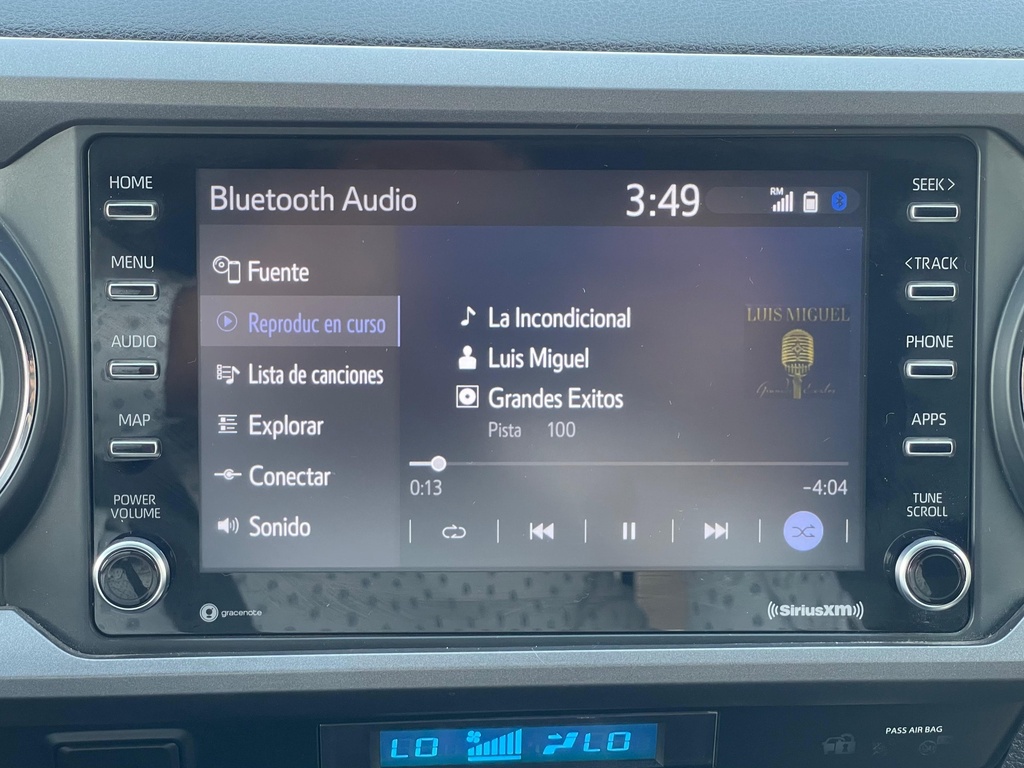 HOME
MENU
AUDIO
MAP
POWER
VOLUME
Bluetooth Audio
3:49
RM
Fuente
Reproduc en curso
Lista de canciones
Explorar
Conectar
Sonido
La Incondicional
Luis Miguel
Grandes Exitos
Pista 100
LUIS MIGUEL
0:13
-4:04
SEEK >
< TRACK
PHONE
APPS
TUNE
SCROLL
gracenote
((SiriusXM))
LO
LO
PASS AIR BAG